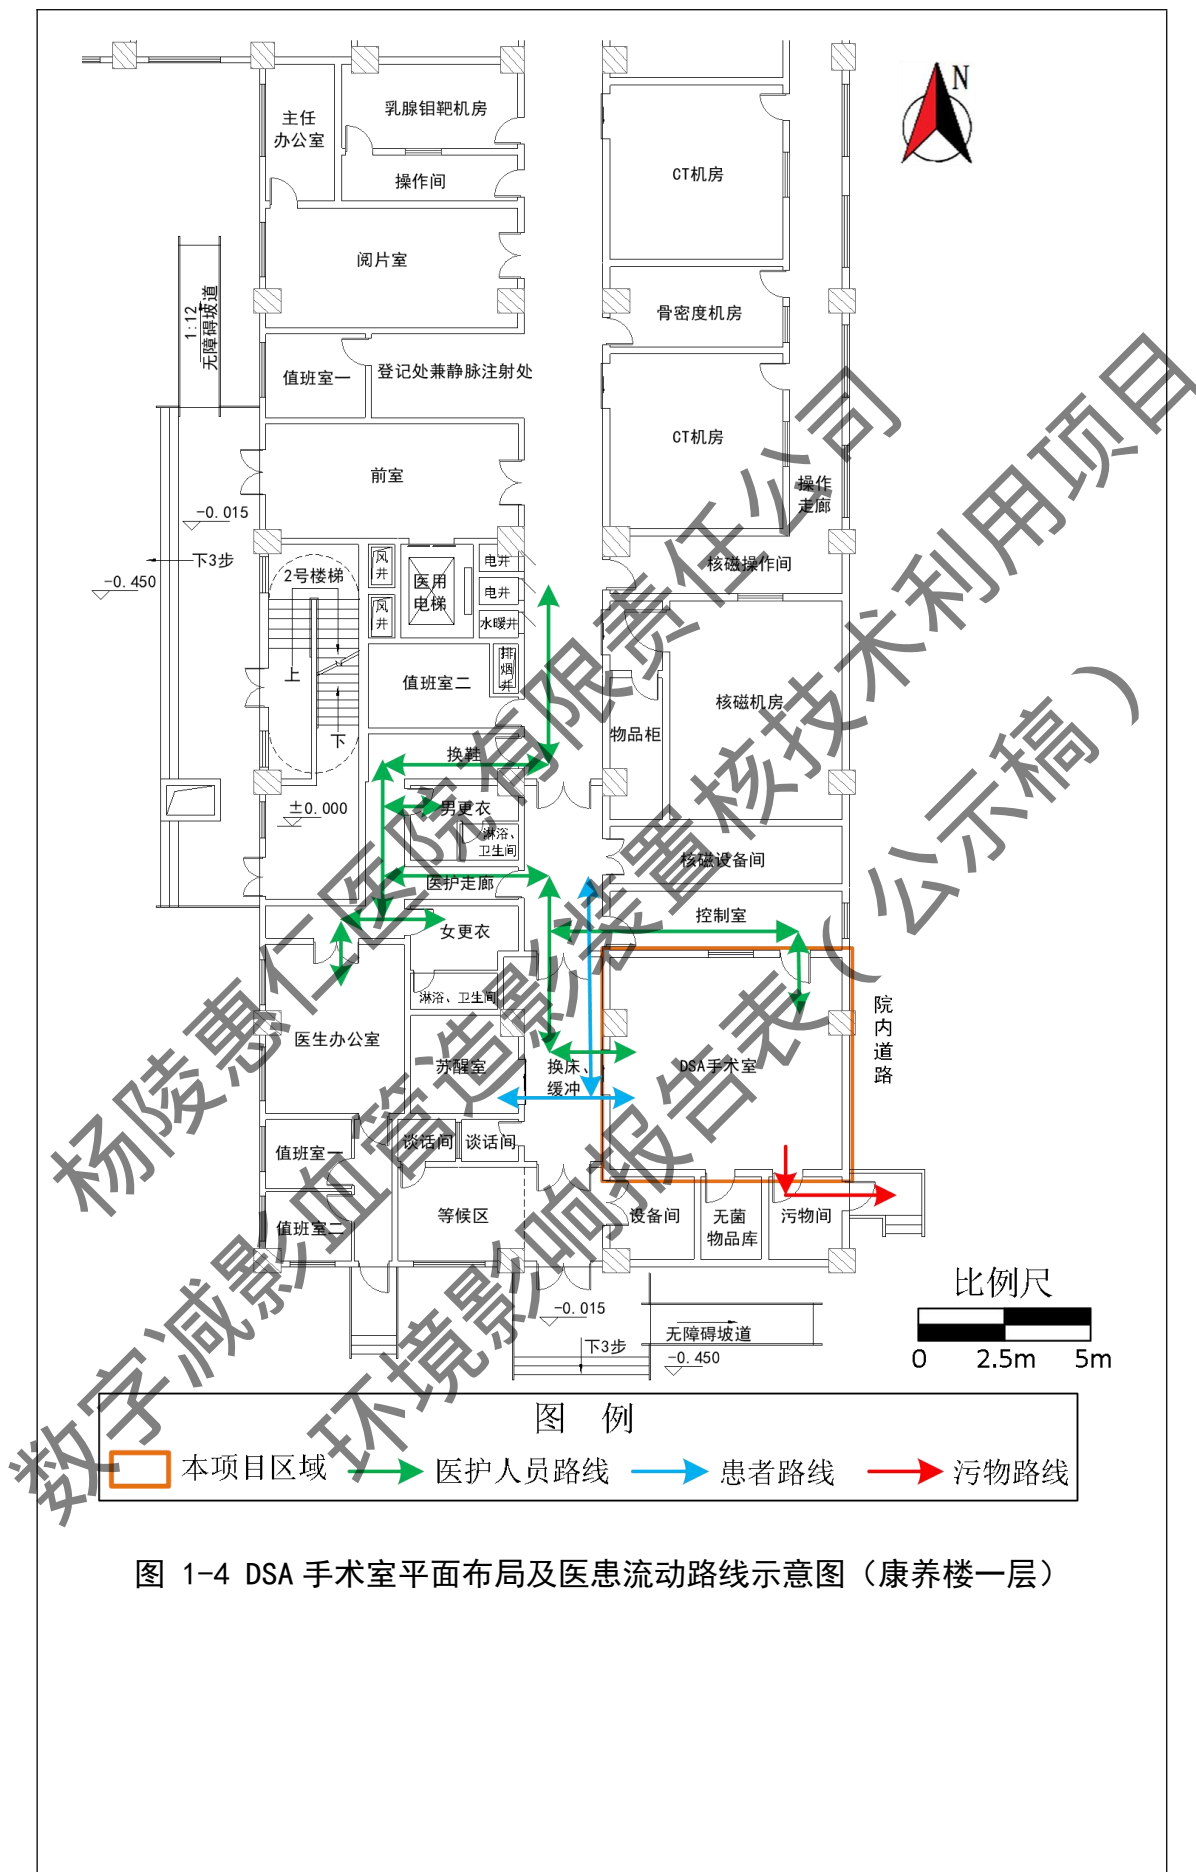 N
主任
办公室
乳腺钼靶机房
操作间
CT机房
阅片室
1:12
无障碍坡道
骨密度机房
值班室一
登记处兼静脉注射处
CT机房
前室
操作
走廊
-0.015
下3步
-0.450
2号楼梯
风井
医用
电梯
电井
核磁操作间
电井
风井
水暖井
上
下
值班室二
排烟井
核磁机房
物品柜
换鞋
±0.000
男更衣
淋浴、
卫生间
核磁设备间
医护走廊
控制室
女更衣
淋浴、卫生间
院内道路
医生办公室
苏醒室
换床、
缓冲
DSA手术室
值班室一
谈话间
谈话间
值班室二
等候区
设备间
无菌
物品库
污物间
-0.015
下3步
无障碍坡道
-0.450
比例尺
0 2.5m 5m
图 例
本项目区域 医护人员路线 患者路线 污物路线
图 1-4 DSA 手术室平面布局及医患流动路线示意图（康养楼一层）
杨陵惠仁医院有限责任公司
数字减影血管造影装置核技术利用项目
环境影响报告表（公示稿）